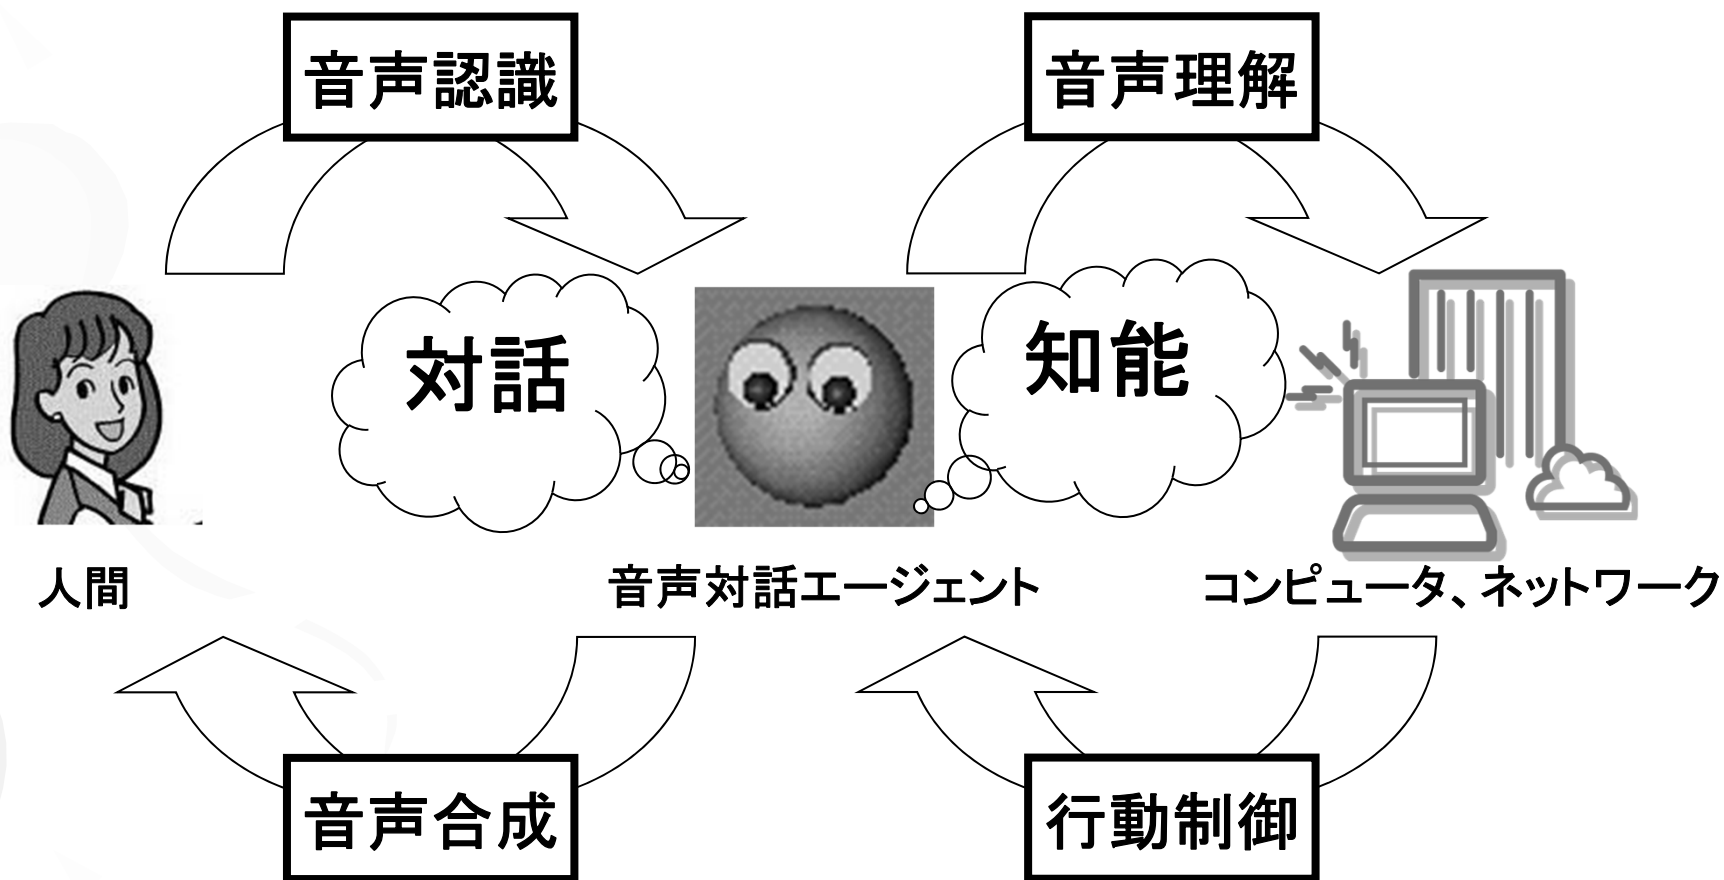 音声認識
音声理解
対話
知能
人間
音声対話エージェント
コンピュータ、ネットワーク
音声合成
行動制御